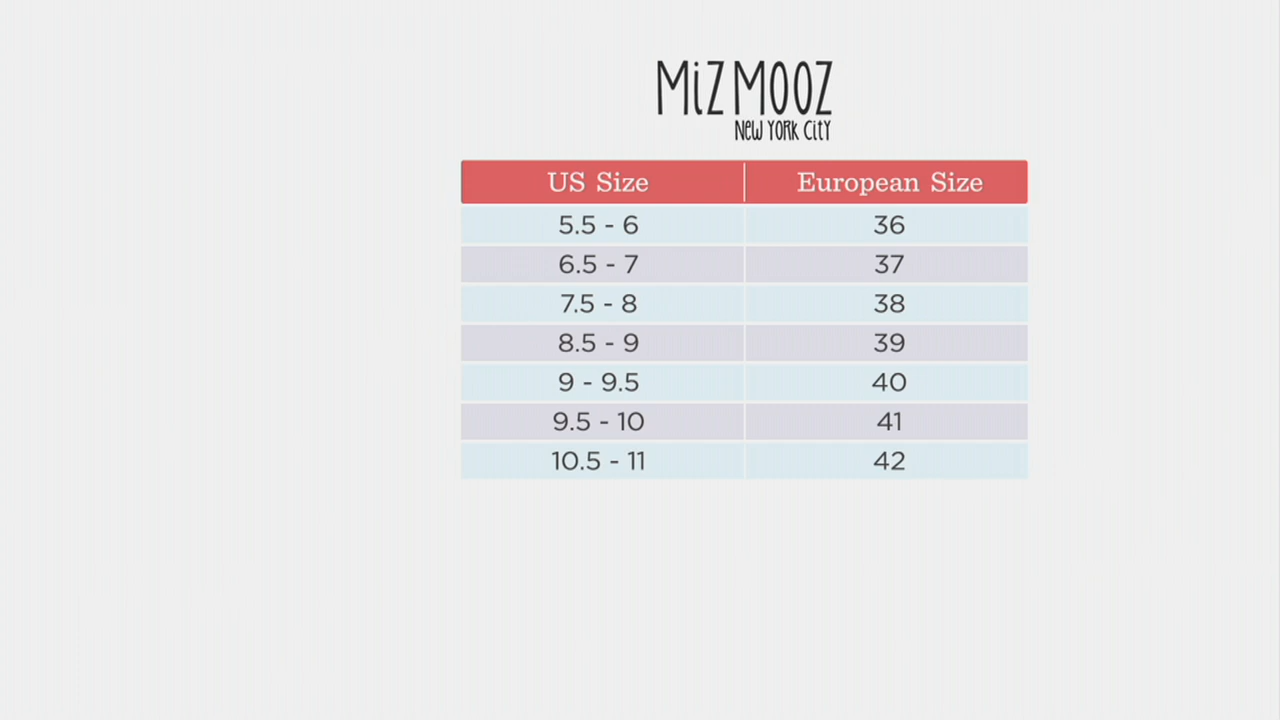 MiZ MOOZ
NeW YORK CiTY
US Size European Size
5.5 - 6 36
6.5 - 7 37
7.5 - 8 38
8.5 - 9 39
9 - 9.5 40
9.5 - 10 41
10.5 - 11 42